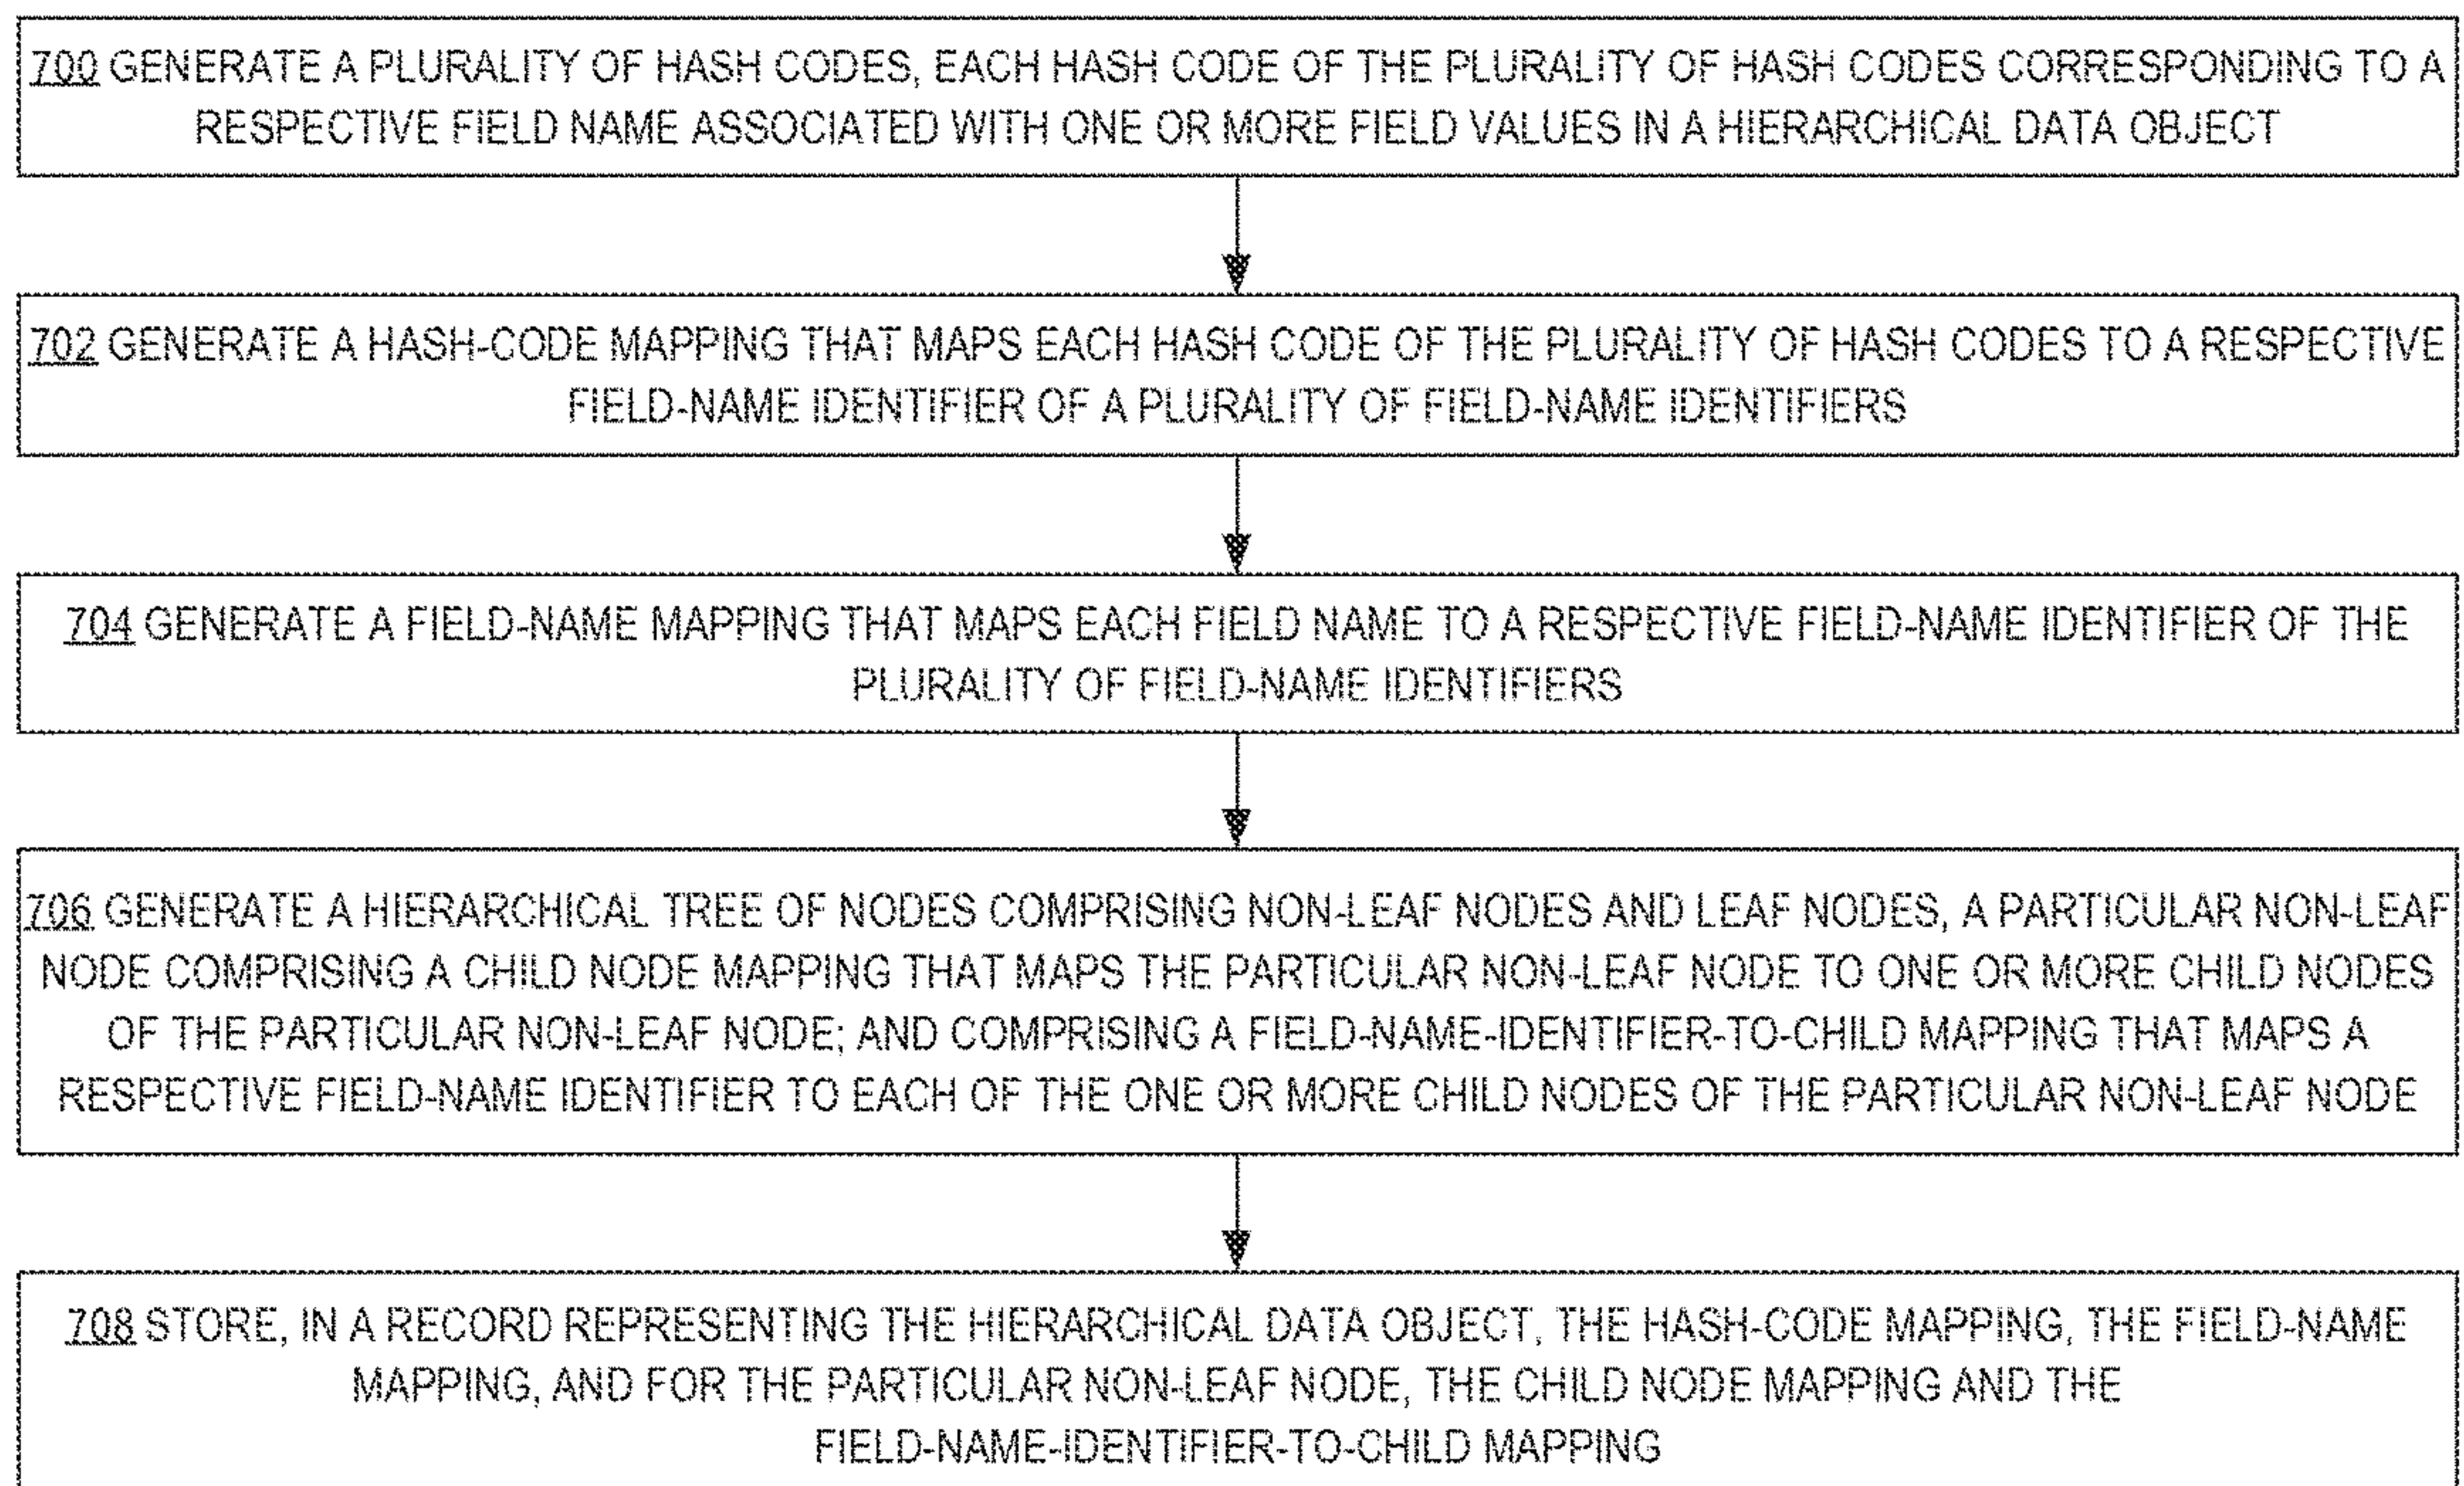 700 GENERATE A PLURALITY OF HASH CODES, EACH HASH CODE OF THE PLURALITY OF HASH CODES CORRESPONDING TO A
RESPECTIVE FIELD NAME ASSOCIATED WITH ONE OR MORE FIELD VALUES IN A HIERARCHICAL DATA OBJECT
702 GENERATE A HASH-CODE MAPPING THAT MAPS EACH HASH CODE OF THE PLURALITY OF HASH CODES TO A RESPECTIVE
FIELD-NAME IDENTIFIER OF A PLURALITY OF FIELD-NAME IDENTIFIERS
704 GENERATE A FIELD-NAME MAPPING THAT MAPS EACH FIELD NAME TO A RESPECTIVE FIELD-NAME IDENTIFIER OF THE
PLURALITY OF FIELD-NAME IDENTIFIERS
706 GENERATE A HIERARCHICAL TREE OF NODES COMPRISING NON-LEAF NODES AND LEAF NODES, A PARTICULAR NON-LEAF
NODE COMPRISING A CHILD NODE MAPPING THAT MAPS THE PARTICULAR NON-LEAF NODE TO ONE OR MORE CHILD NODES
OF THE PARTICULAR NON-LEAF NODE; AND COMPRISING A FIELD-NAME-IDENTIFIER-TO-CHILD MAPPING THAT MAPS A
RESPECTIVE FIELD-NAME IDENTIFIER TO EACH OF THE ONE OR MORE CHILD NODES OF THE PARTICULAR NON-LEAF NODE
708 STORE, IN A RECORD REPRESENTING THE HIERARCHICAL DATA OBJECT, THE HASH-CODE MAPPING, THE FIELD-NAME
MAPPING, AND FOR THE PARTICULAR NON-LEAF NODE, THE CHILD NODE MAPPING AND THE
FIELD-NAME-IDENTIFIER-TO-CHILD MAPPING